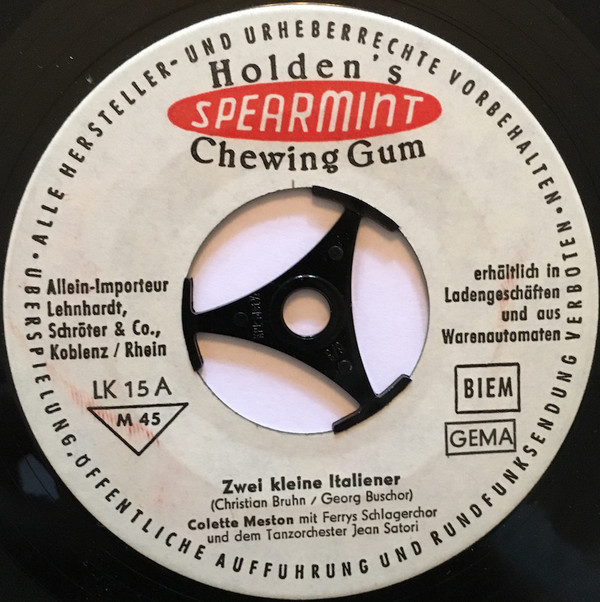 ALLE HERSTELLER- UND URHEBERRECHTE VORBEHALTEN · ÜBERSPIELUNG, ÖFFENTLICHE AUFFÜHRUNG UND RUNDFUNKSENDUNG VERBOTEN
Holden's
SPEARMINT
Chewing Gum
Allein-Importeur
Lehnhardt,
Schröter & Co.,
Koblenz / Rhein
LK 15 A
M 45
erhältlich in
Ladengeschäften
und aus
Warenautomaten
BIEM
GEMA
Zwei kleine Italiener
(Christian Bruhn / Georg Buschor)
Colette Meston mit Ferrys Schlagerchor
und dem Tanzorchester Jean Satori